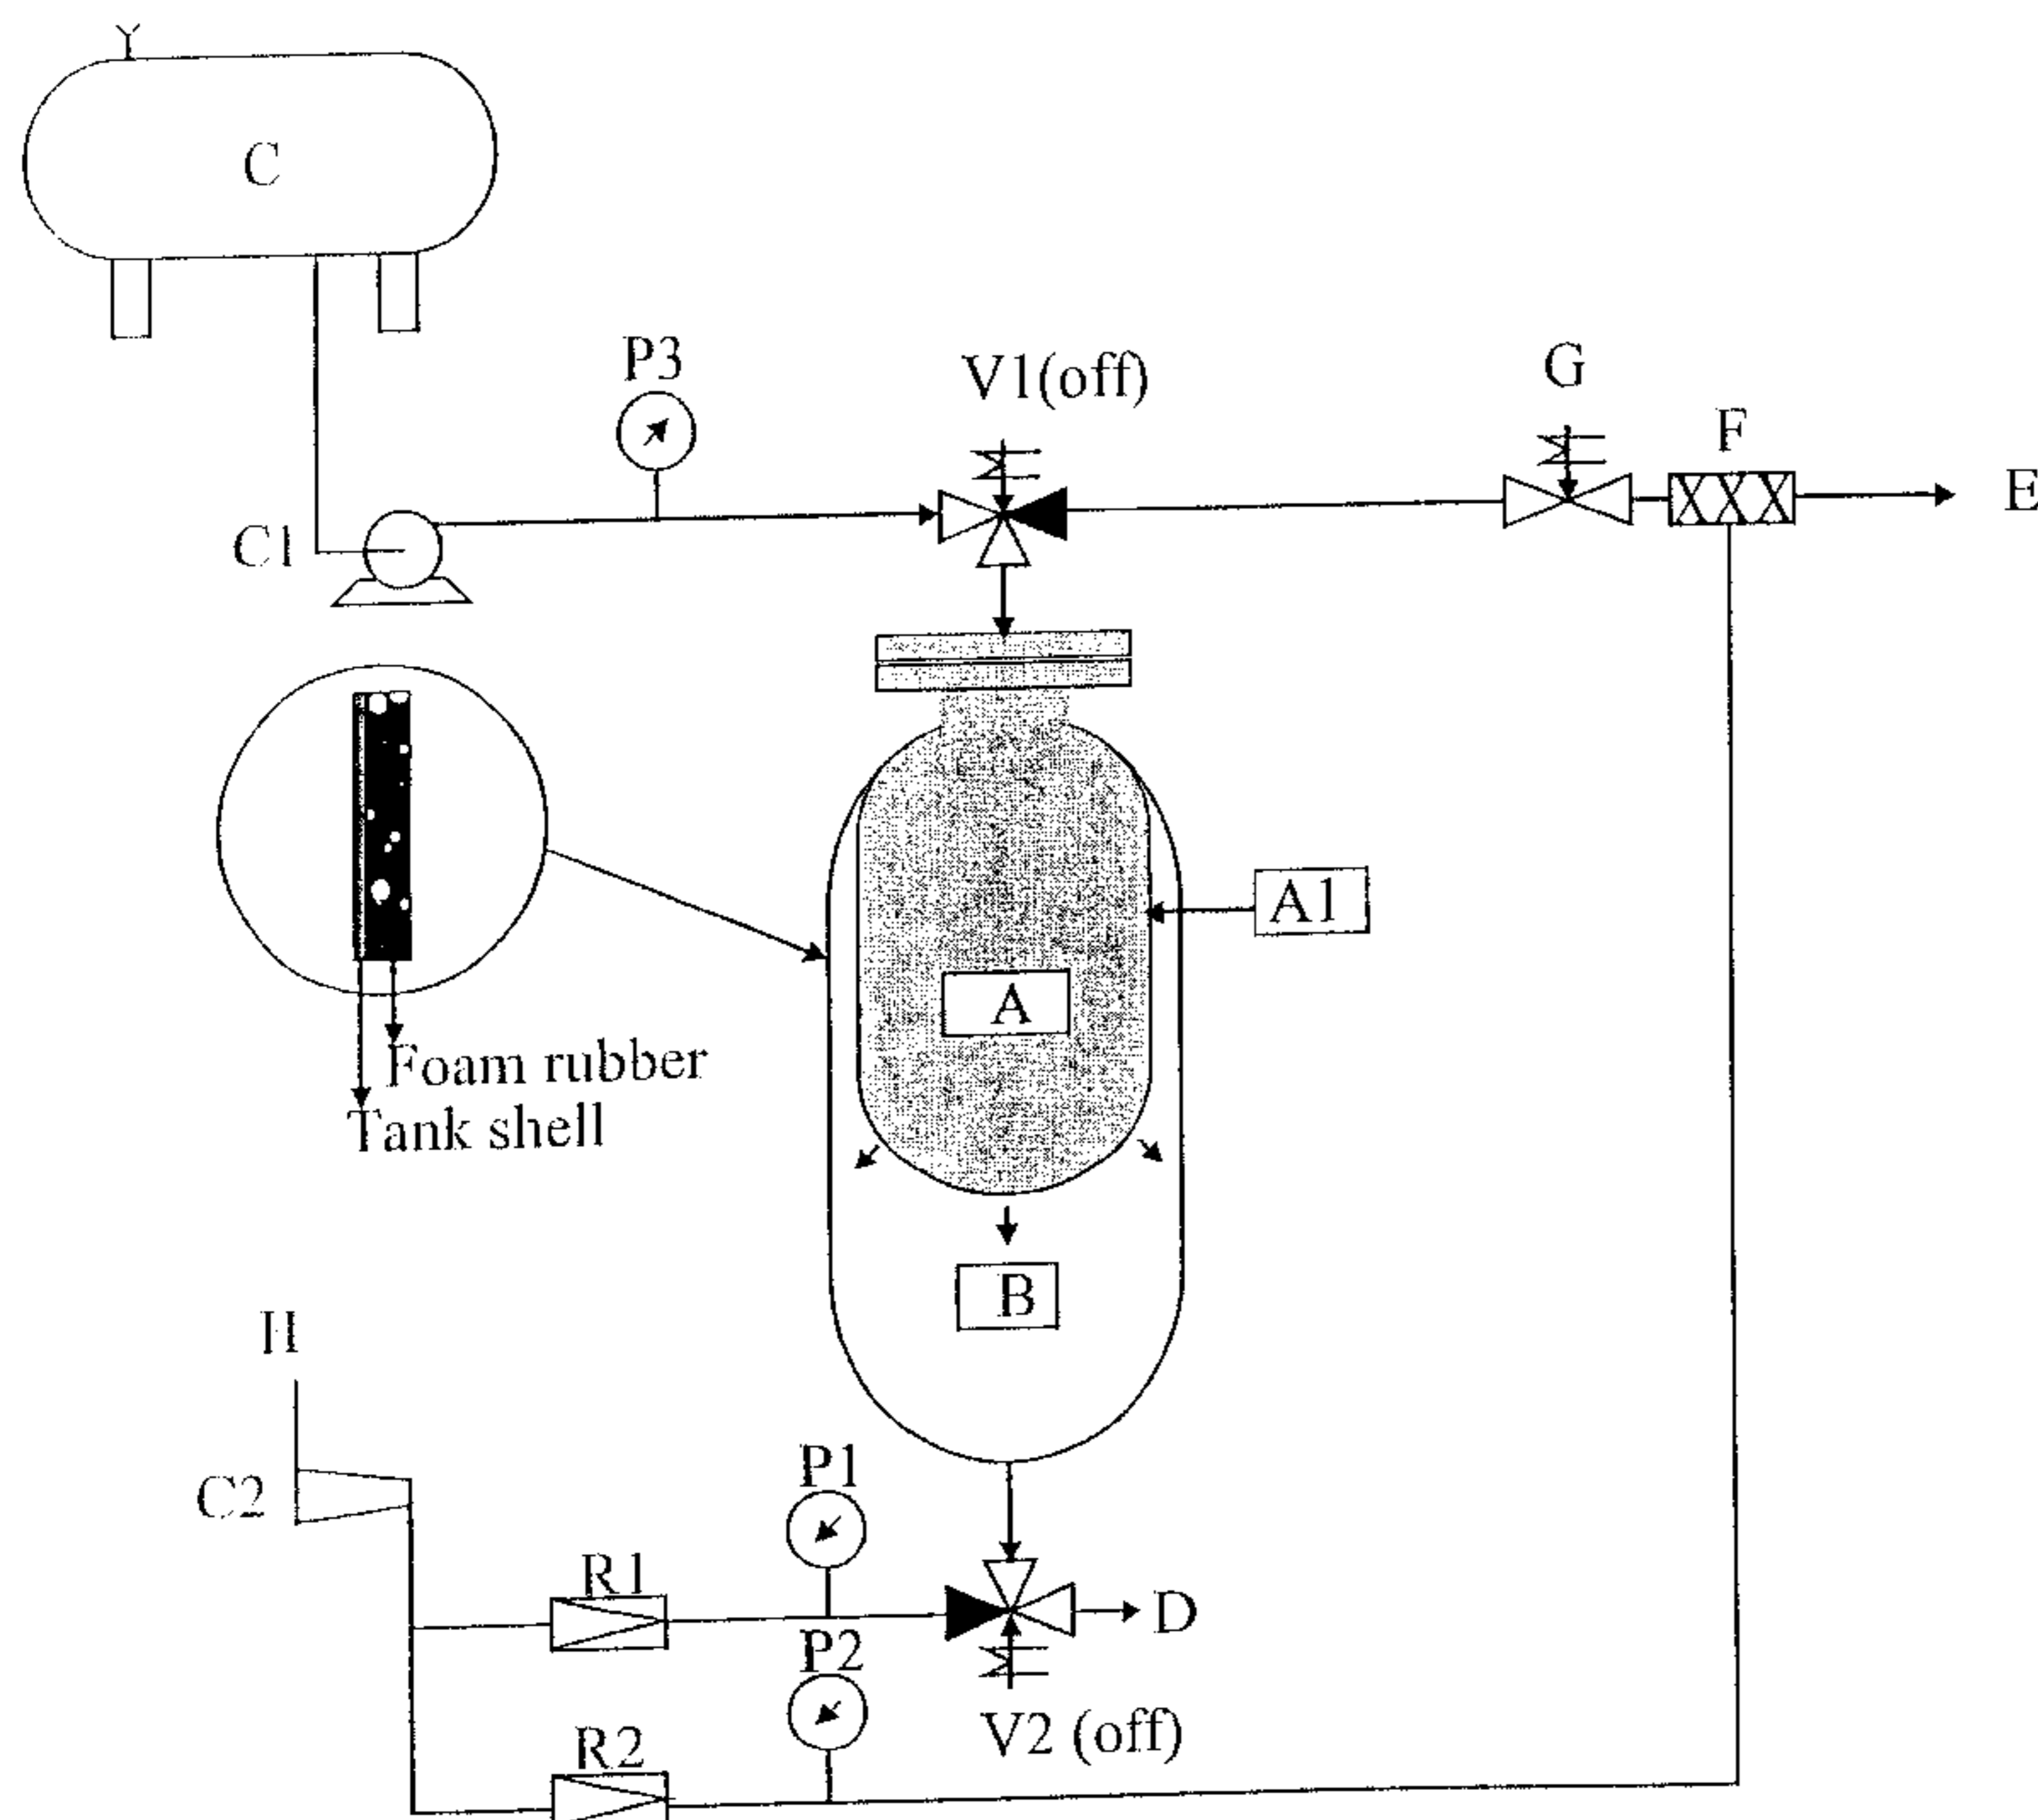 C
P3
V1(off)
G
F
E
C1
A1
A
Foam rubber
Tank shell
B
H
P1
C2
R1
D
P2
V2 (off)
R2